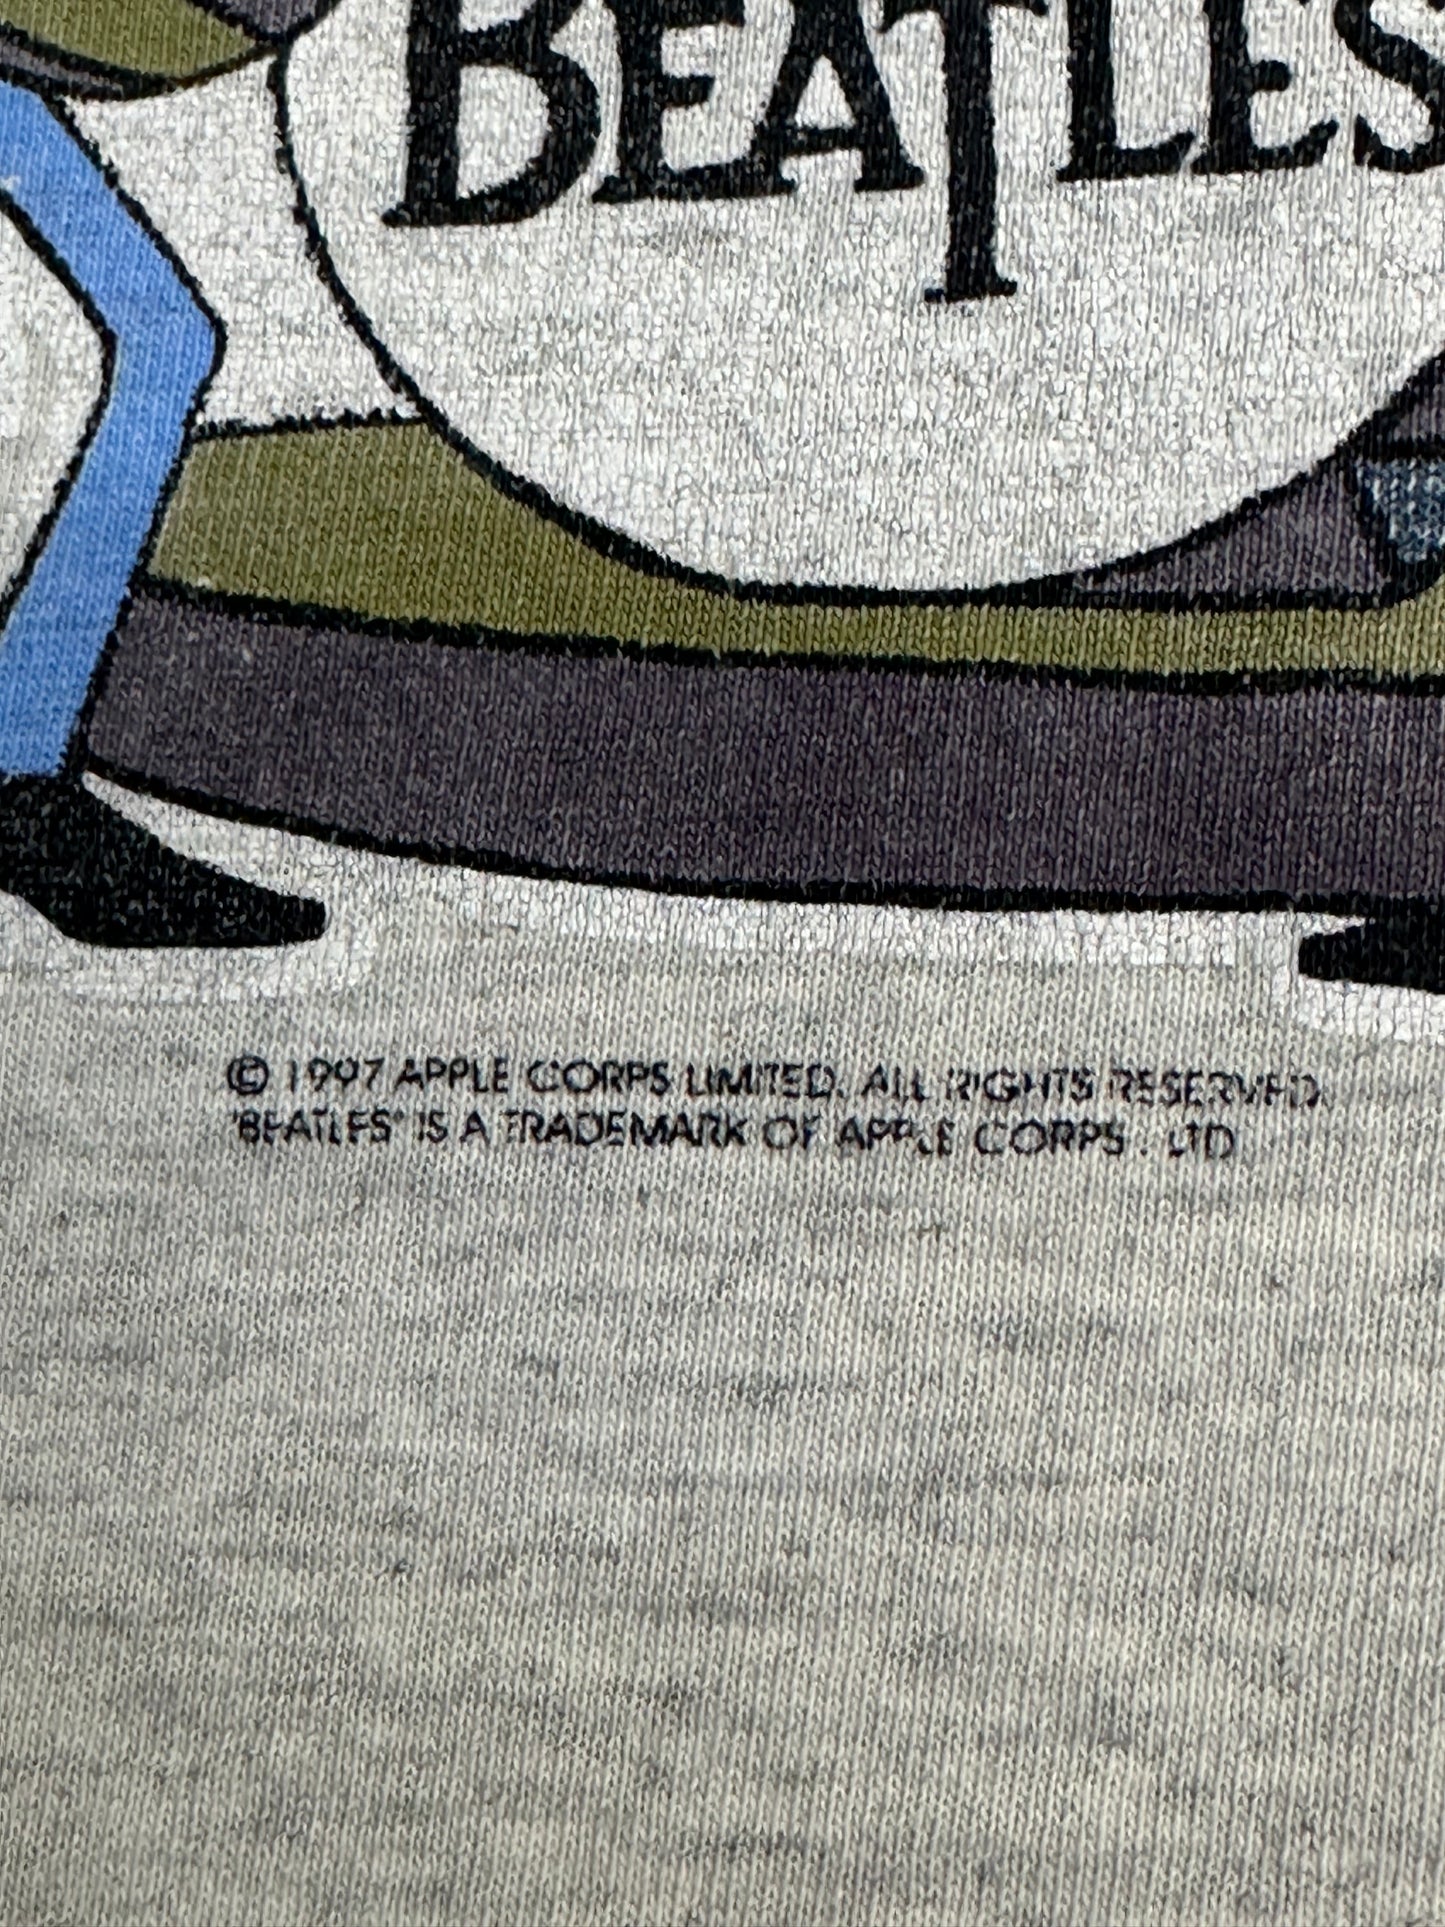 BEATLES
© 1997 APPLE CORPS LIMITED. ALL RIGHTS RESERVED.
"BEATLES" IS A TRADEMARK OF APPLE CORPS . LTD